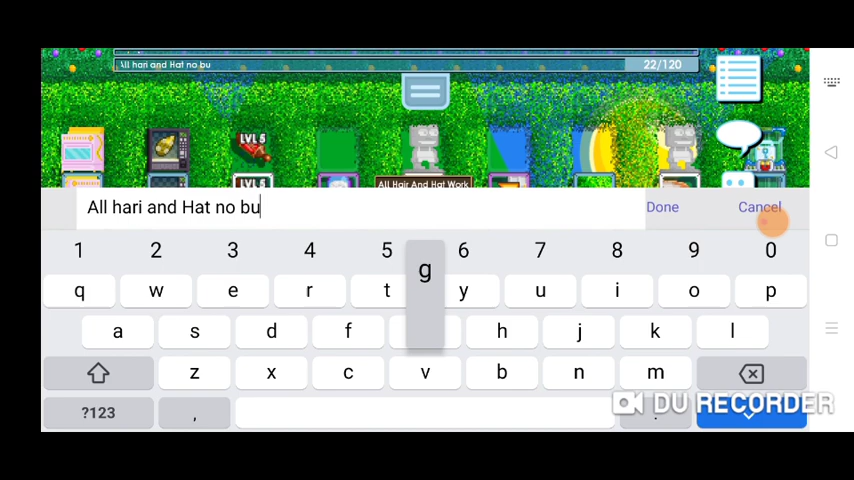 All hari and Hat no bu
22/120
LVL 5
LVL 5
All Hair And Hat Work
All hari and Hat no bu
Done
Cancel
1 2 3 4 5 6 7 8 9 0
g
q w e r t y u i o p
a s d f h j k l
z x c v b n m
?123 , .
DU RECORDER